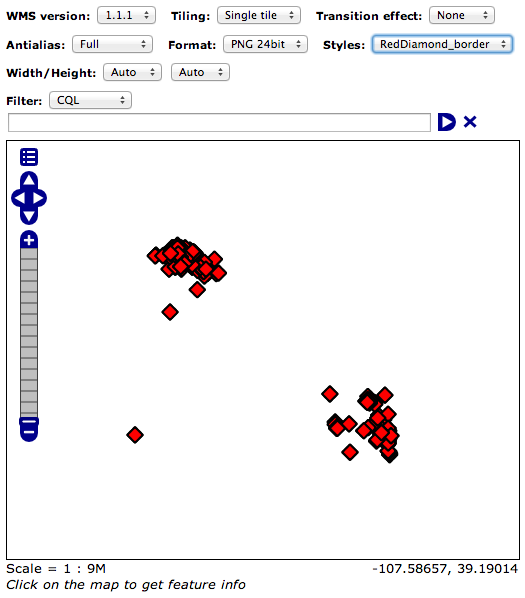 WMS version: 1.1.1 Tiling: Single tile Transition effect: None
Antialias: Full Format: PNG 24bit Styles: RedDiamond_border
Width/Height: Auto Auto
Filter: CQL
Scale = 1 : 9M -107.58657, 39.19014
Click on the map to get feature info